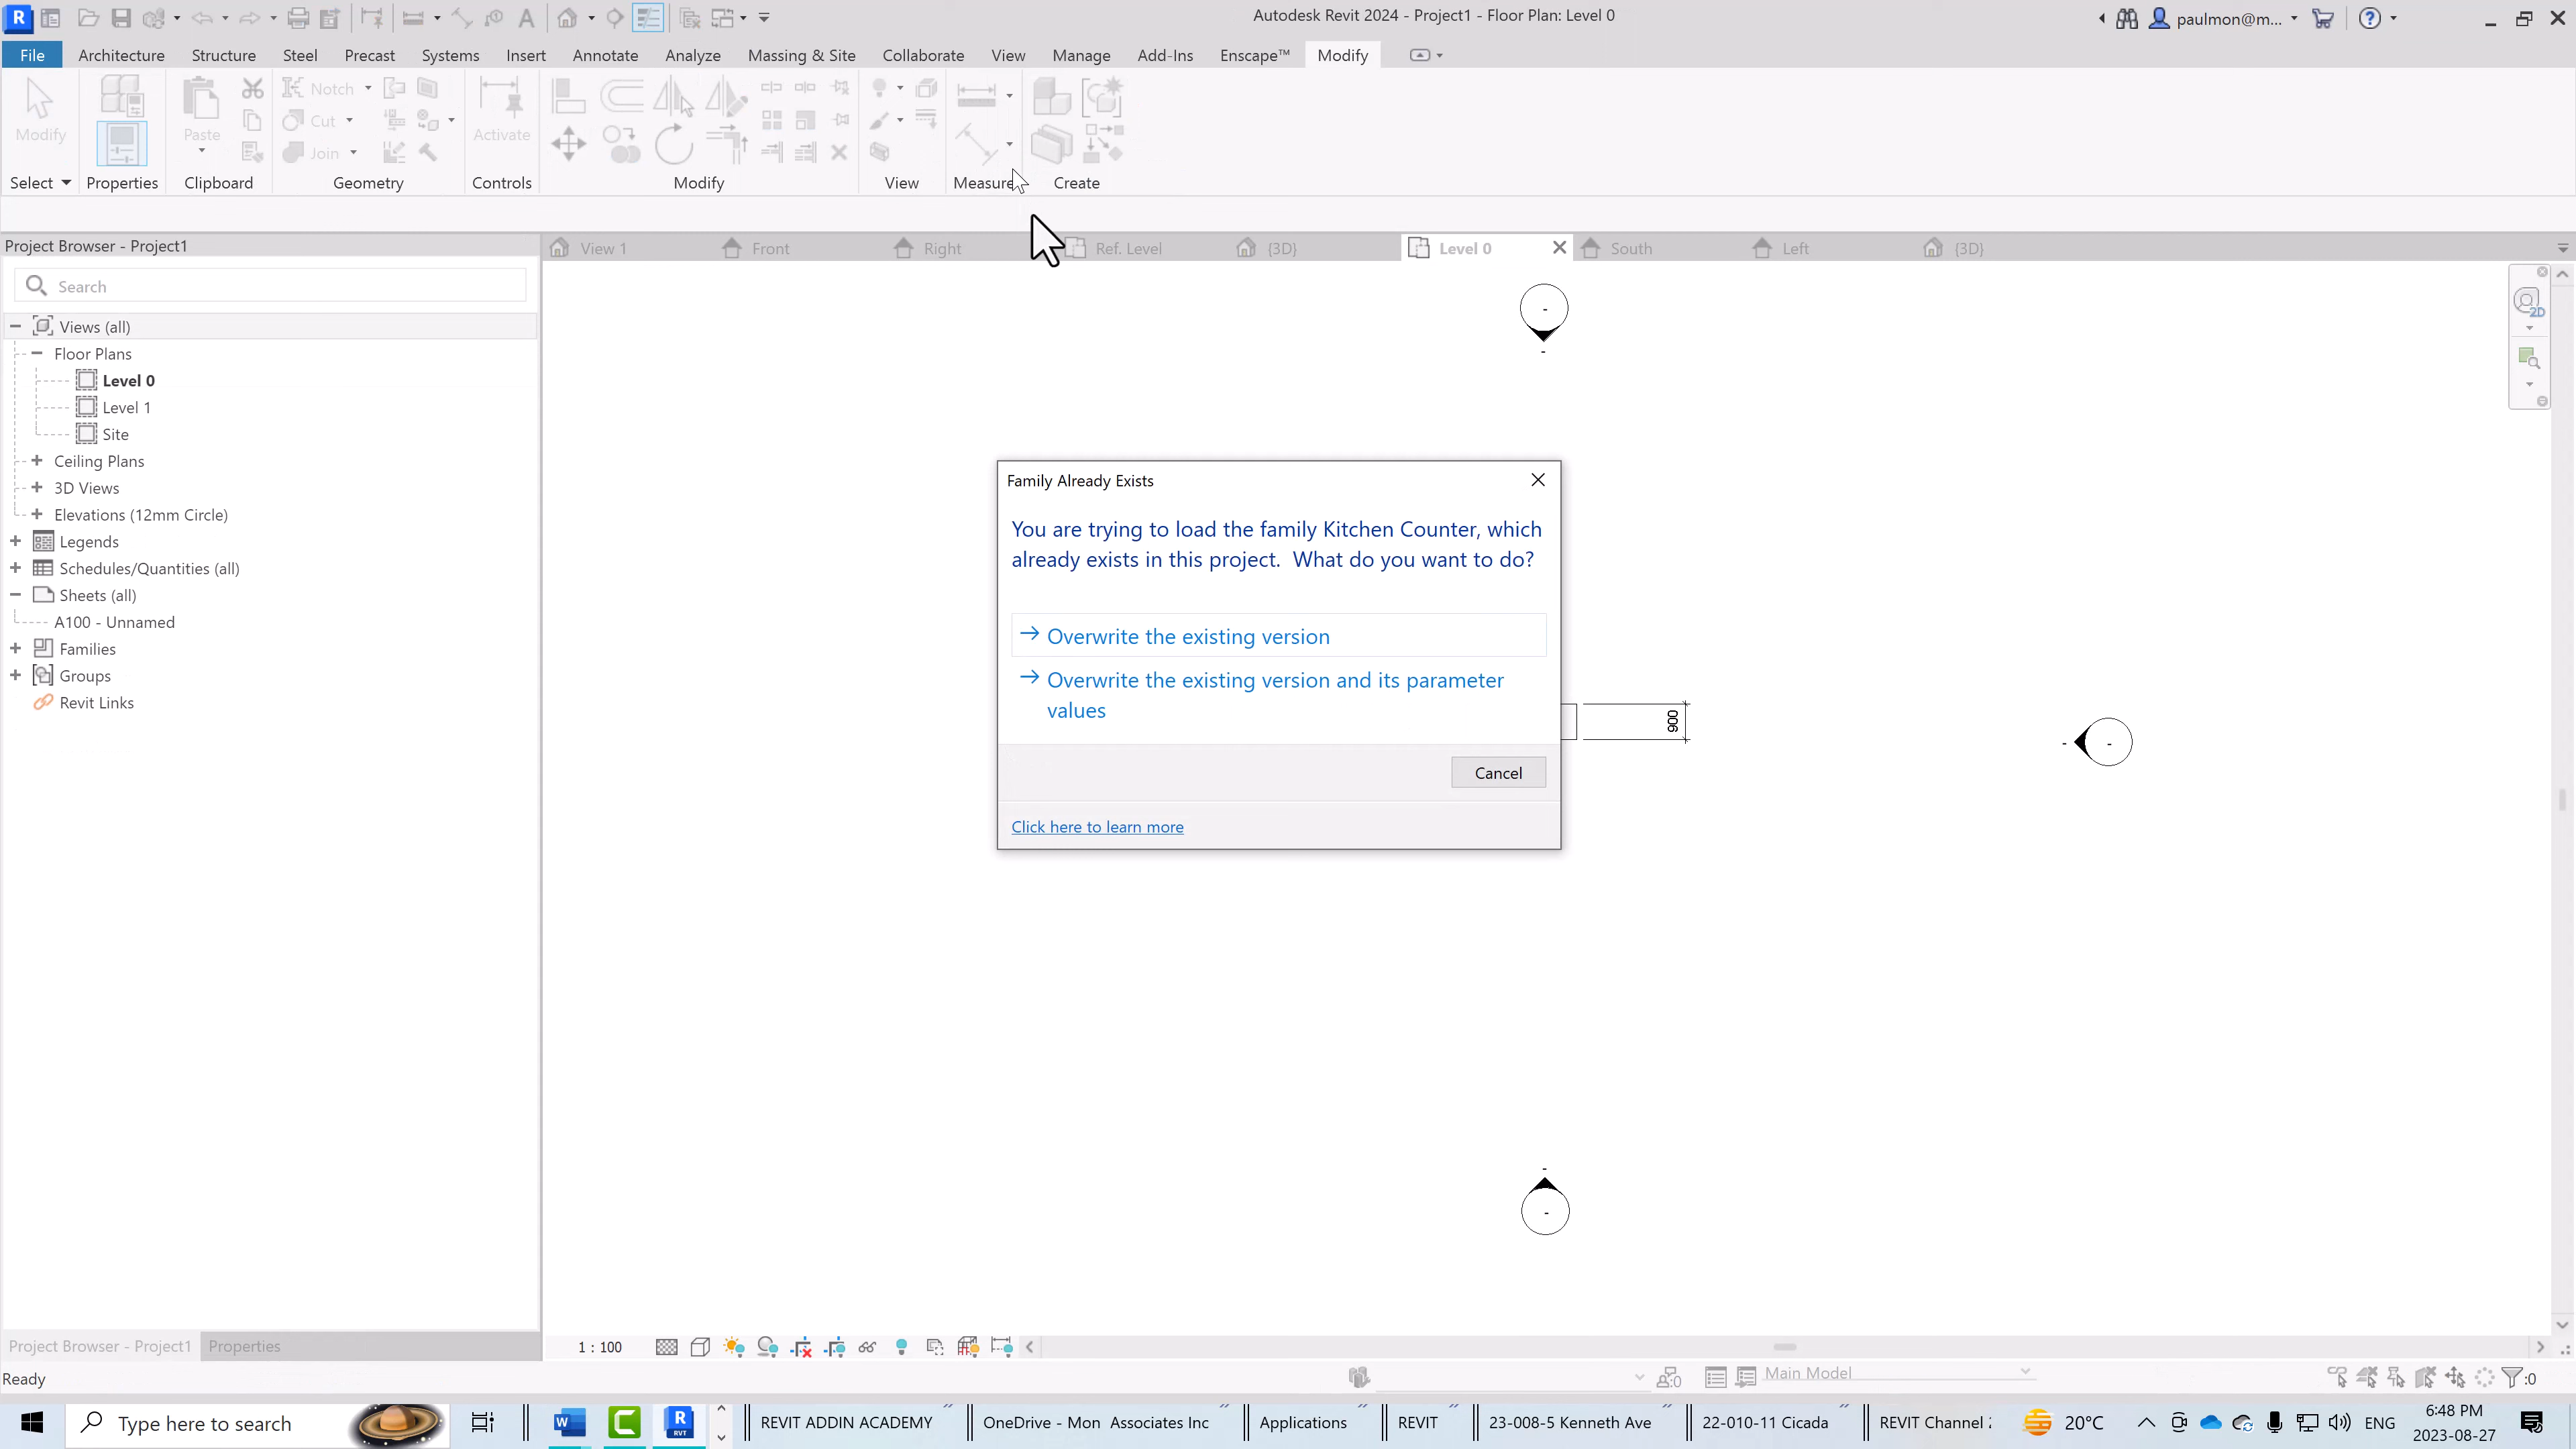 Autodesk Revit 2024 - Project1 - Floor Plan: Level 0
paulmon@m...
File Architecture Structure Steel Precast Systems Insert Annotate Analyze Massing & Site Collaborate View Manage Add-Ins Enscape™ Modify
Modify
Paste
Notch
Cut
Join
Activate
Select Properties Clipboard Geometry Controls Modify View Measure Create
Project Browser - Project1
View 1 Front Right Ref. Level {3D} Level 0 South Left {3D}
Search
Views (all)
Floor Plans
Level 0
Level 1
Site
Ceiling Plans
3D Views
Elevations (12mm Circle)
Legends
Schedules/Quantities (all)
Sheets (all)
A100 - Unnamed
Families
Groups
Revit Links
2D
Family Already Exists
You are trying to load the family Kitchen Counter, which
already exists in this project. What do you want to do?
Overwrite the existing version
Overwrite the existing version and its parameter
values
Cancel
Click here to learn more
900
Project Browser - Project1 Properties
1 : 100
Ready
:0
Main Model
:0
Type here to search
REVIT ADDIN ACADEMY
OneDrive - Mon Associates Inc
Applications
REVIT
23-008-5 Kenneth Ave
22-010-11 Cicada
REVIT Channel
20°C
ENG
6:48 PM
2023-08-27